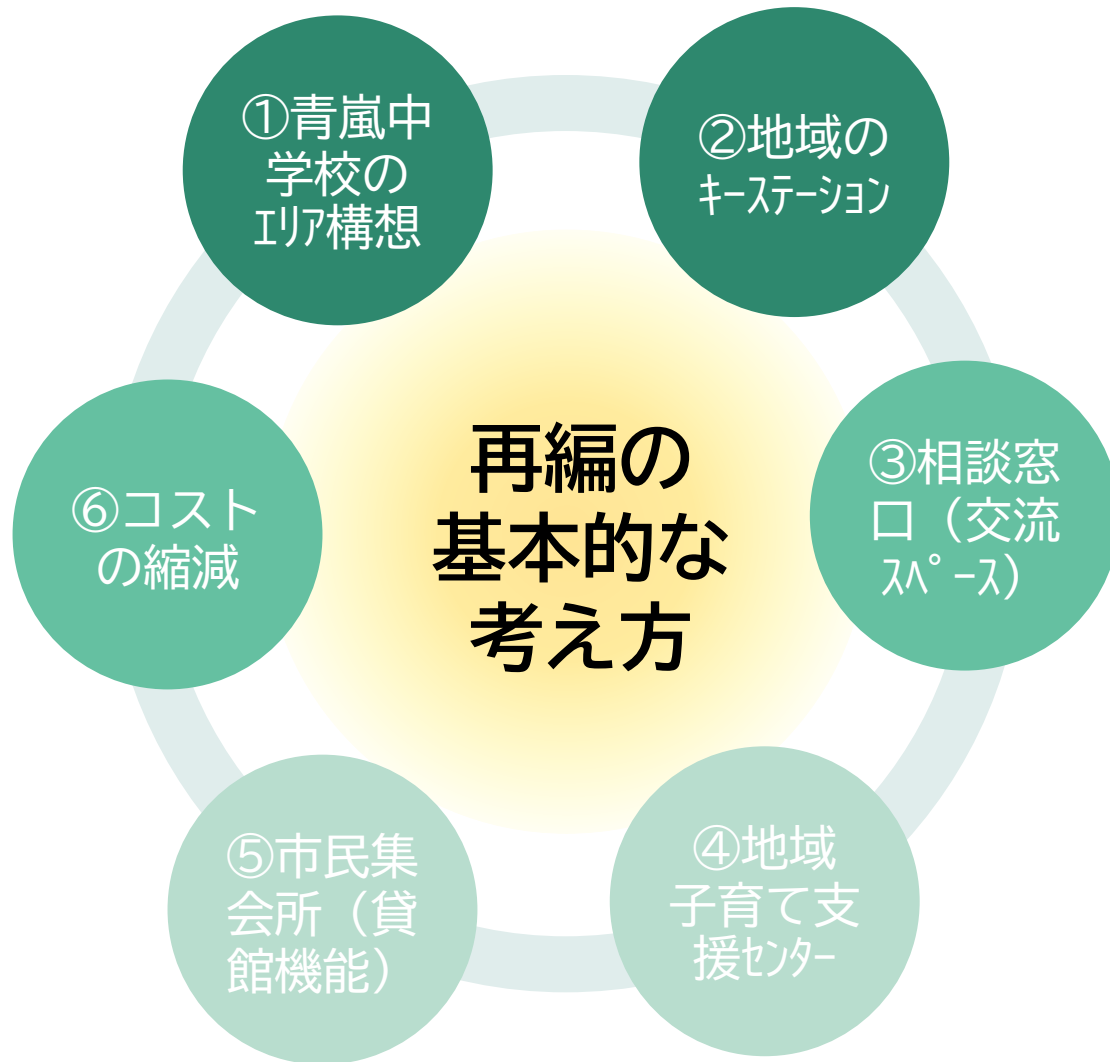 ①青嵐中
学校の
ｴﾘｱ構想
②地域の
ｷｰｽﾃｰｼｮﾝ
③相談窓
口（交流
ｽﾍﾟｰｽ）
④地域
子育て支
援ｾﾝﾀｰ
⑤市民集
会所（貸
館機能）
⑥コスト
の縮減
再編の
基本的な
考え方